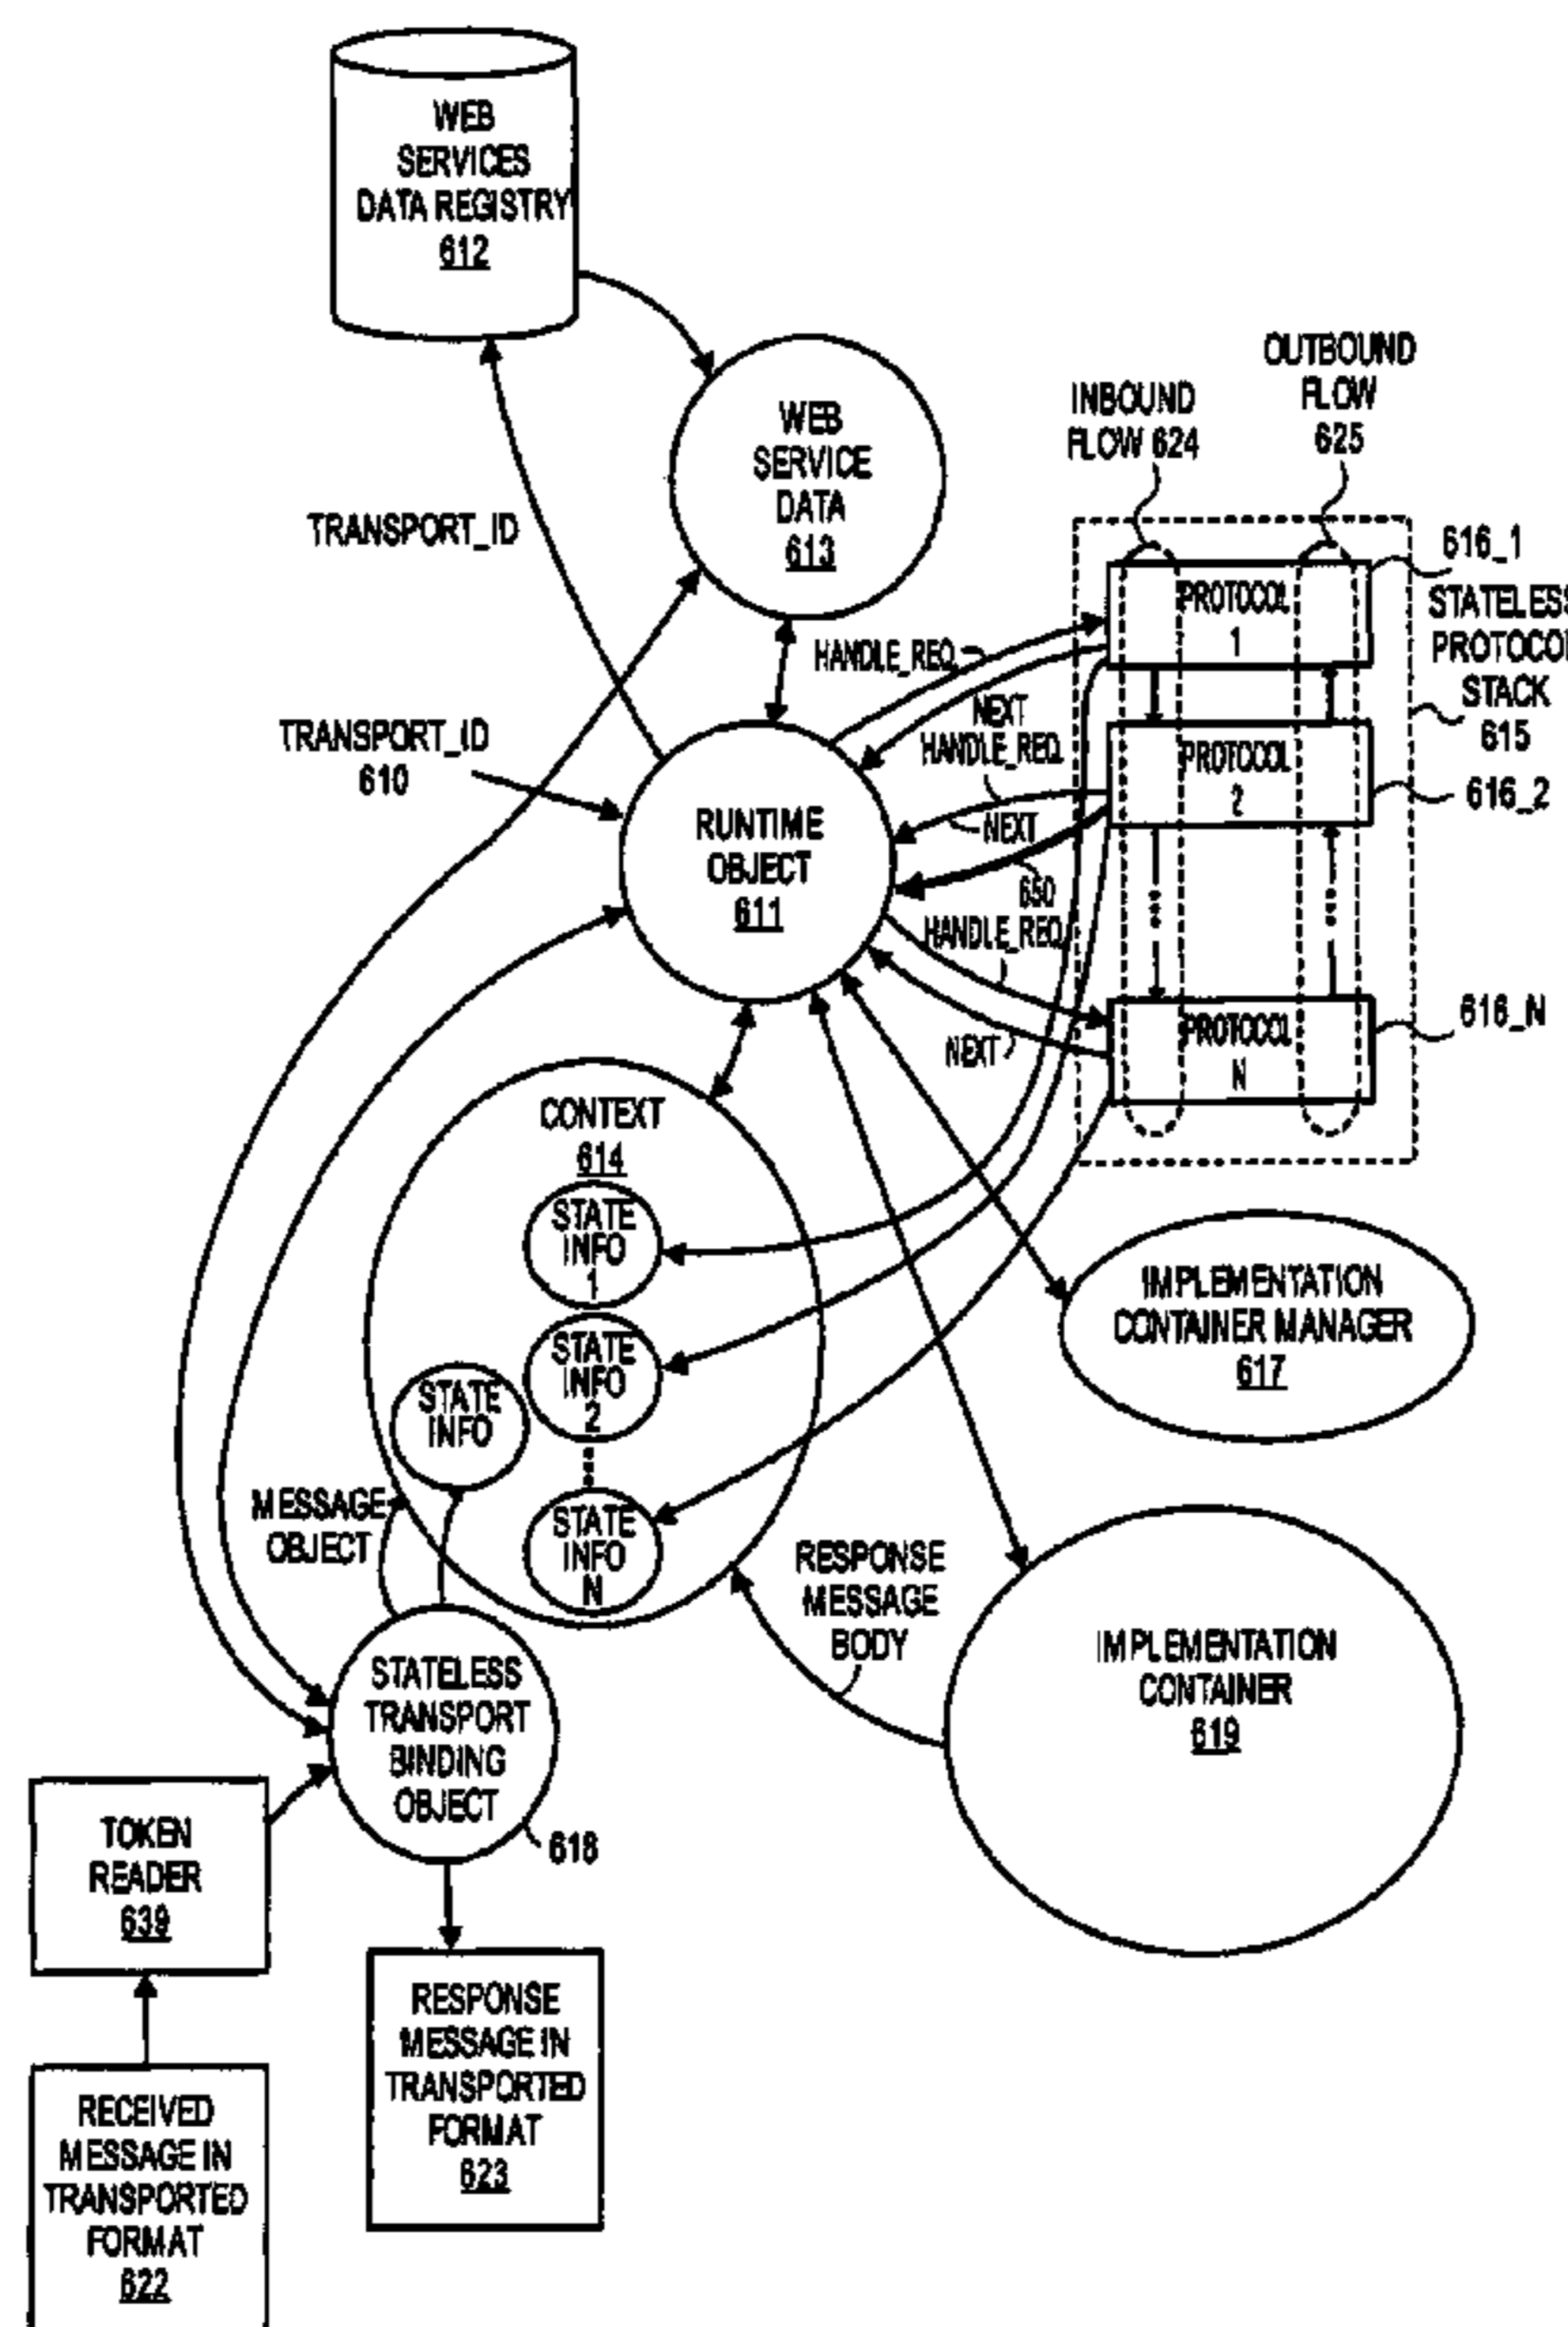 WEB
SERVICES
DATA REGISTRY
612
WEB
SERVICE
DATA
613
OUTBOUND
FLOW
625
INBOUND
FLOW 624
TRANSPORT_ID
616_1
PROTOCOL
1
STATELESS
PROTOCOL
STACK
615
HANDLE_REQ.
NEXT
HANDLE_REQ.
TRANSPORT_ID
610
PROTOCOL
2
616_2
NEXT
RUNTIME
OBJECT
611
650
HANDLE_REQ.
616_N
PROTOCOL
N
NEXT
CONTEXT
614
STATE
INFO
1
STATE
INFO
2
STATE
INFO
STATE
INFO
N
IMPLEMENTATION
CONTAINER MANAGER
617
MESSAGE
OBJECT
RESPONSE
MESSAGE
BODY
IMPLEMENTATION
CONTAINER
619
STATELESS
TRANSPORT
BINDING
OBJECT
618
TOKEN
READER
639
RESPONSE
MESSAGE IN
TRANSPORTED
FORMAT
623
RECEIVED
MESSAGE IN
TRANSPORTED
FORMAT
622